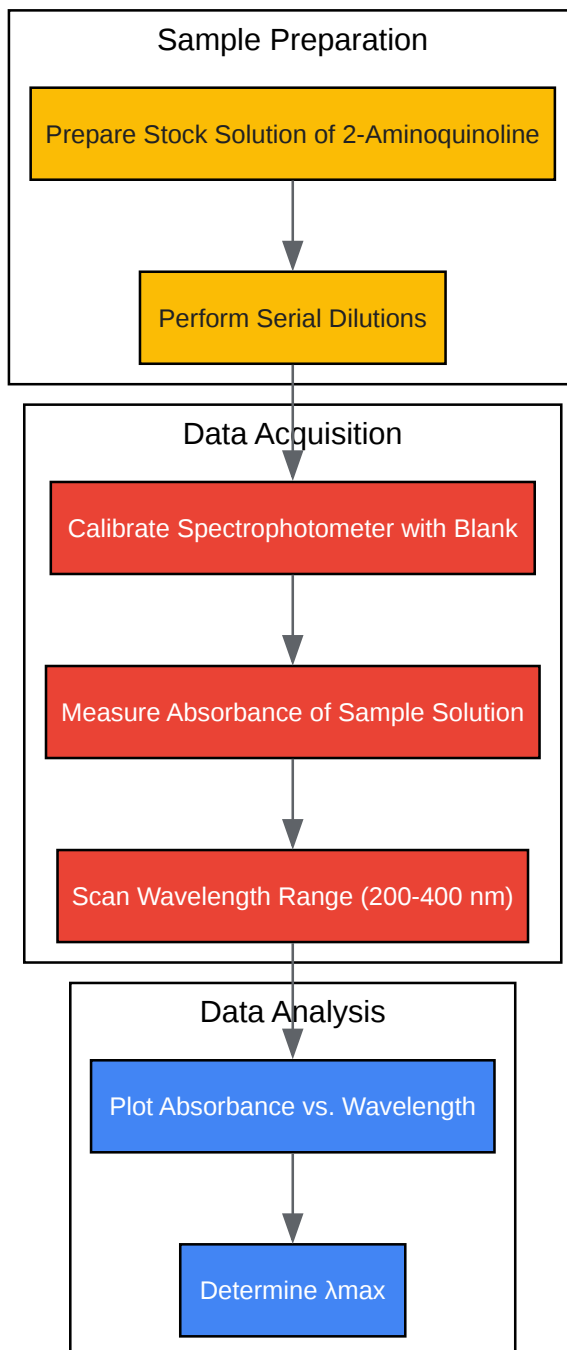 Sample Preparation
Prepare Stock Solution of 2-Aminoquinoline
Perform Serial Dilutions
Data Acquisition
Calibrate Spectrophotometer with Blank
Measure Absorbance of Sample Solution
Scan Wavelength Range (200-400 nm)
Data Analysis
Plot Absorbance vs. Wavelength
Determine λmax